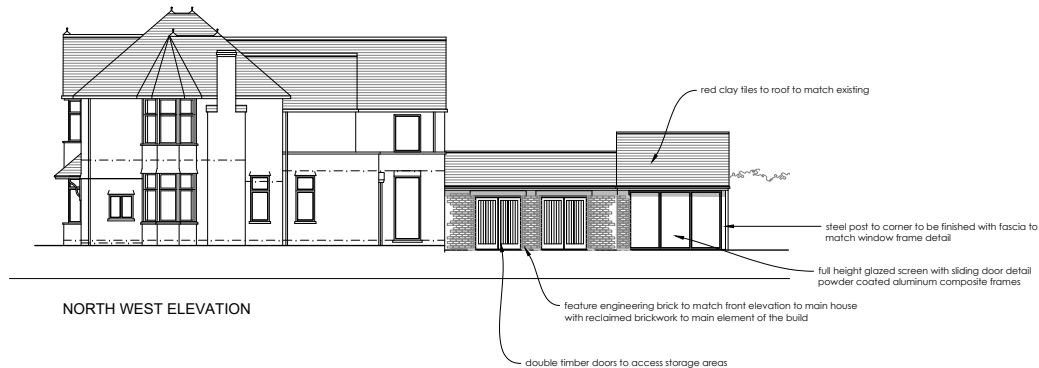 red clay tiles to roof to match existing
steel post to corner to be finished with fascia to
match window frame detail
full height glazed screen with sliding door detail
powder coated aluminum composite frames
NORTH WEST ELEVATION
feature engineering brick to match front elevation to main house
with reclaimed brickwork to main element of the build
double timber doors to access storage areas